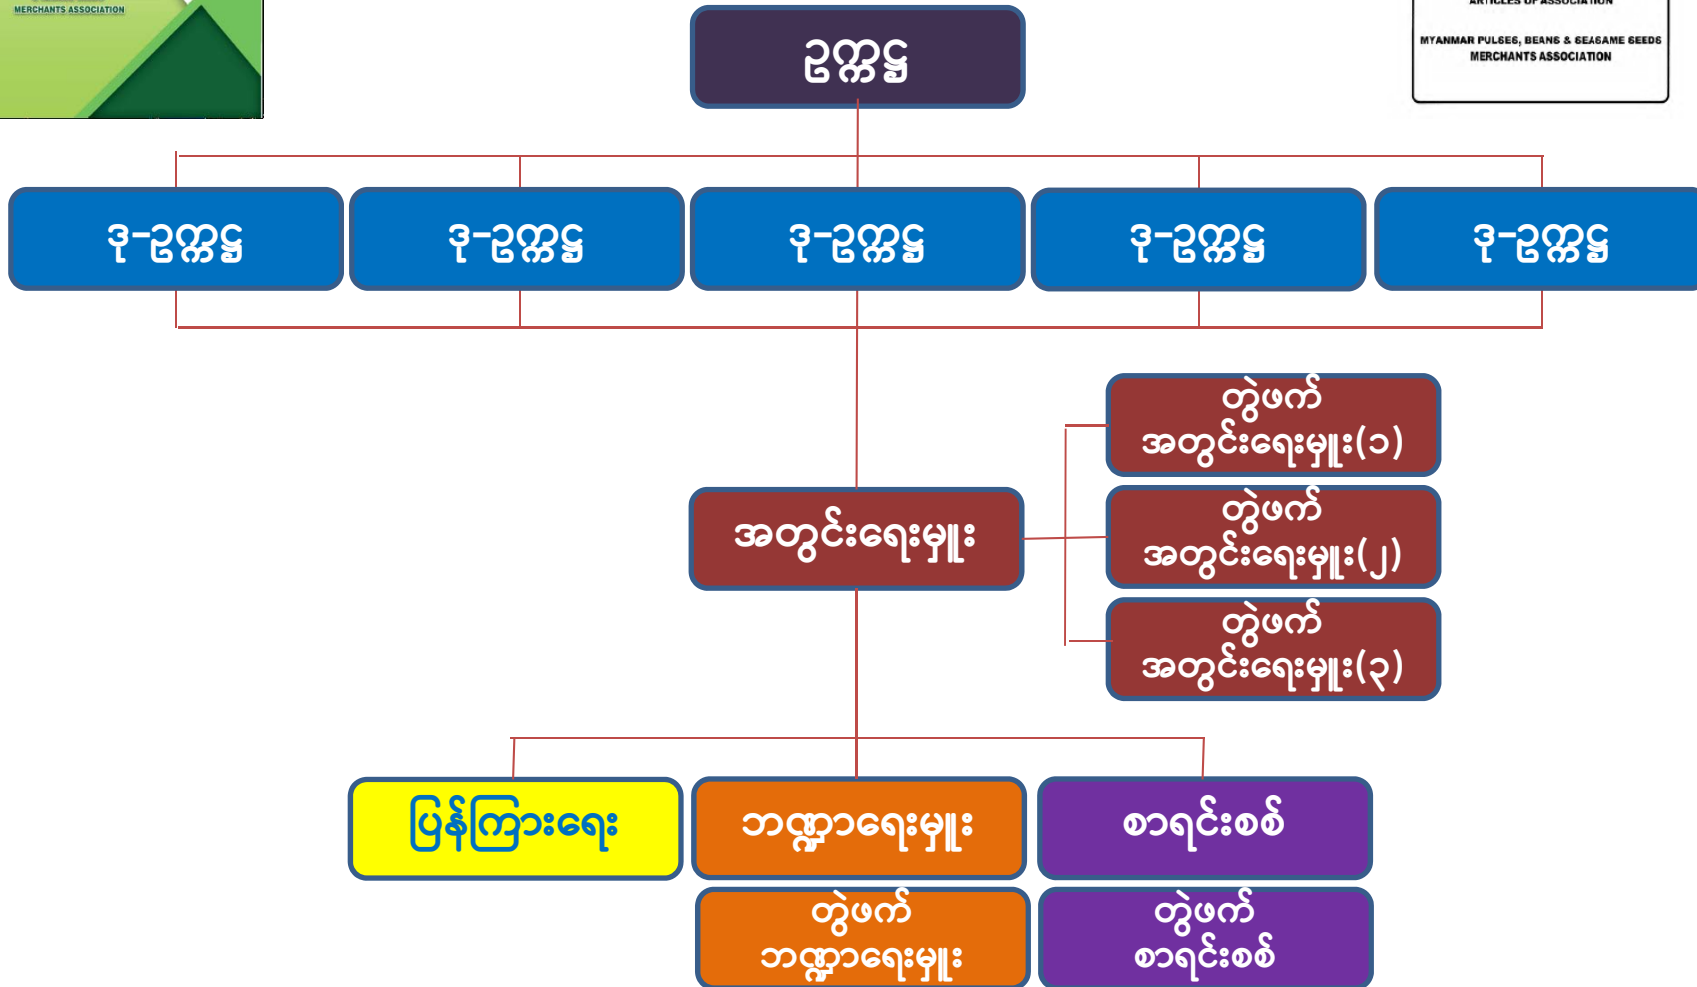 MERCHANTS ASSOCIATION
ARTICLES OF ASSOCIATION
MYANMAR PULSES, BEANS & SEASAME SEEDS
MERCHANTS ASSOCIATION
ဥက္ကဋ္ဌ
ဒု-ဥက္ကဋ္ဌ
ဒု-ဥက္ကဋ္ဌ
ဒု-ဥက္ကဋ္ဌ
ဒု-ဥက္ကဋ္ဌ
ဒု-ဥက္ကဋ္ဌ
တွဲဖက်
အတွင်းရေးမှူး(၁)
အတွင်းရေးမှူး
တွဲဖက်
အတွင်းရေးမှူး(၂)
တွဲဖက်
အတွင်းရေးမှူး(၃)
ပြန်ကြားရေး
ဘဏ္ဍာရေးမှူး
စာရင်းစစ်
တွဲဖက်
ဘဏ္ဍာရေးမှူး
တွဲဖက်
စာရင်းစစ်